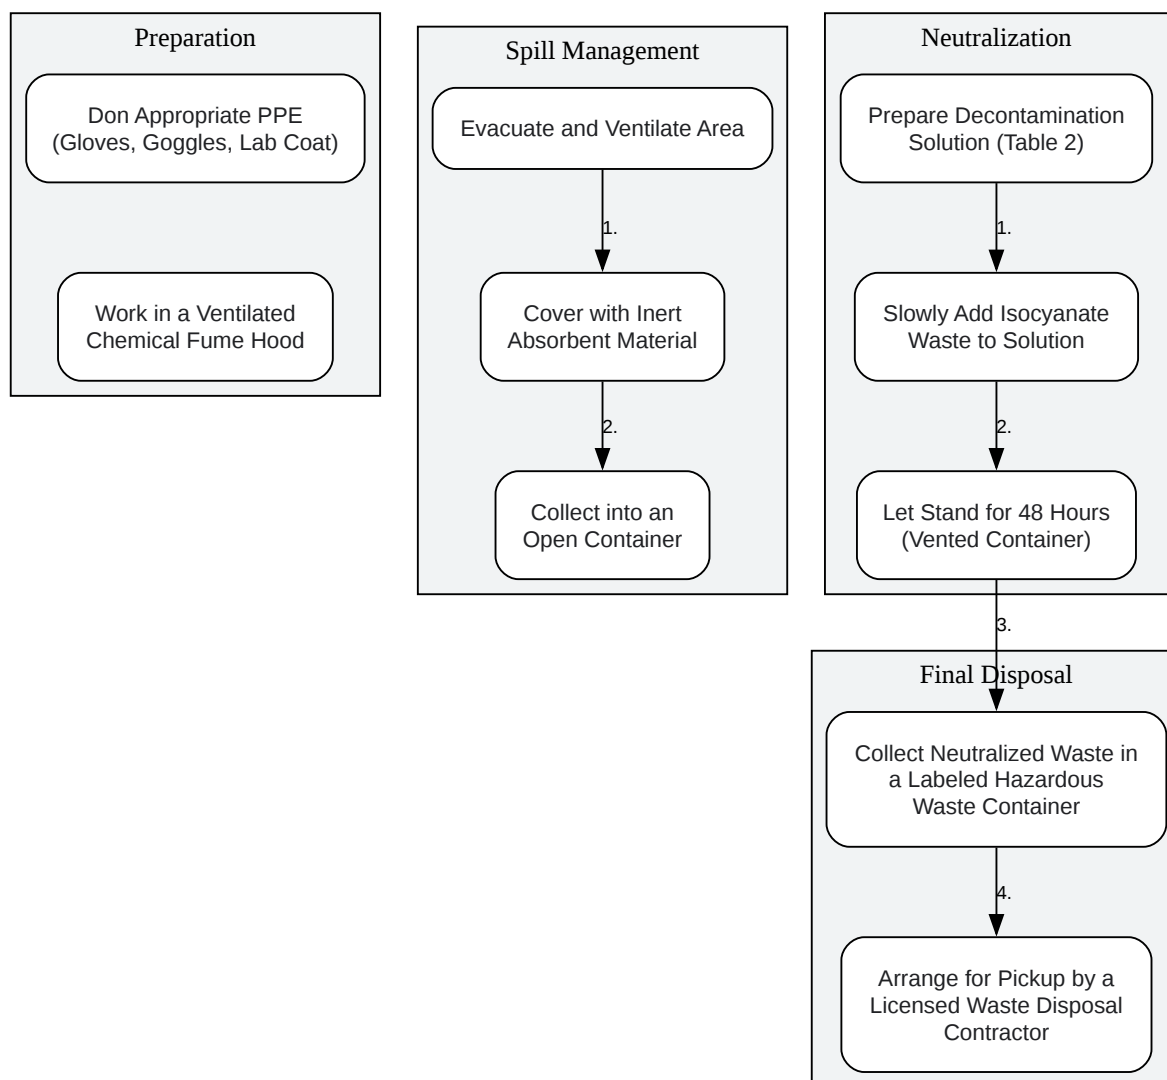 Preparation
Don Appropriate PPE
(Gloves, Goggles, Lab Coat)
Work in a Ventilated
Chemical Fume Hood
Spill Management
Evacuate and Ventilate Area
1.
Cover with Inert
Absorbent Material
2.
Collect into an
Open Container
Neutralization
Prepare Decontamination
Solution (Table 2)
1.
Slowly Add Isocyanate
Waste to Solution
2.
Let Stand for 48 Hours
(Vented Container)
3.
Final Disposal
Collect Neutralized Waste in
a Labeled Hazardous
Waste Container
4.
Arrange for Pickup by a
Licensed Waste Disposal
Contractor